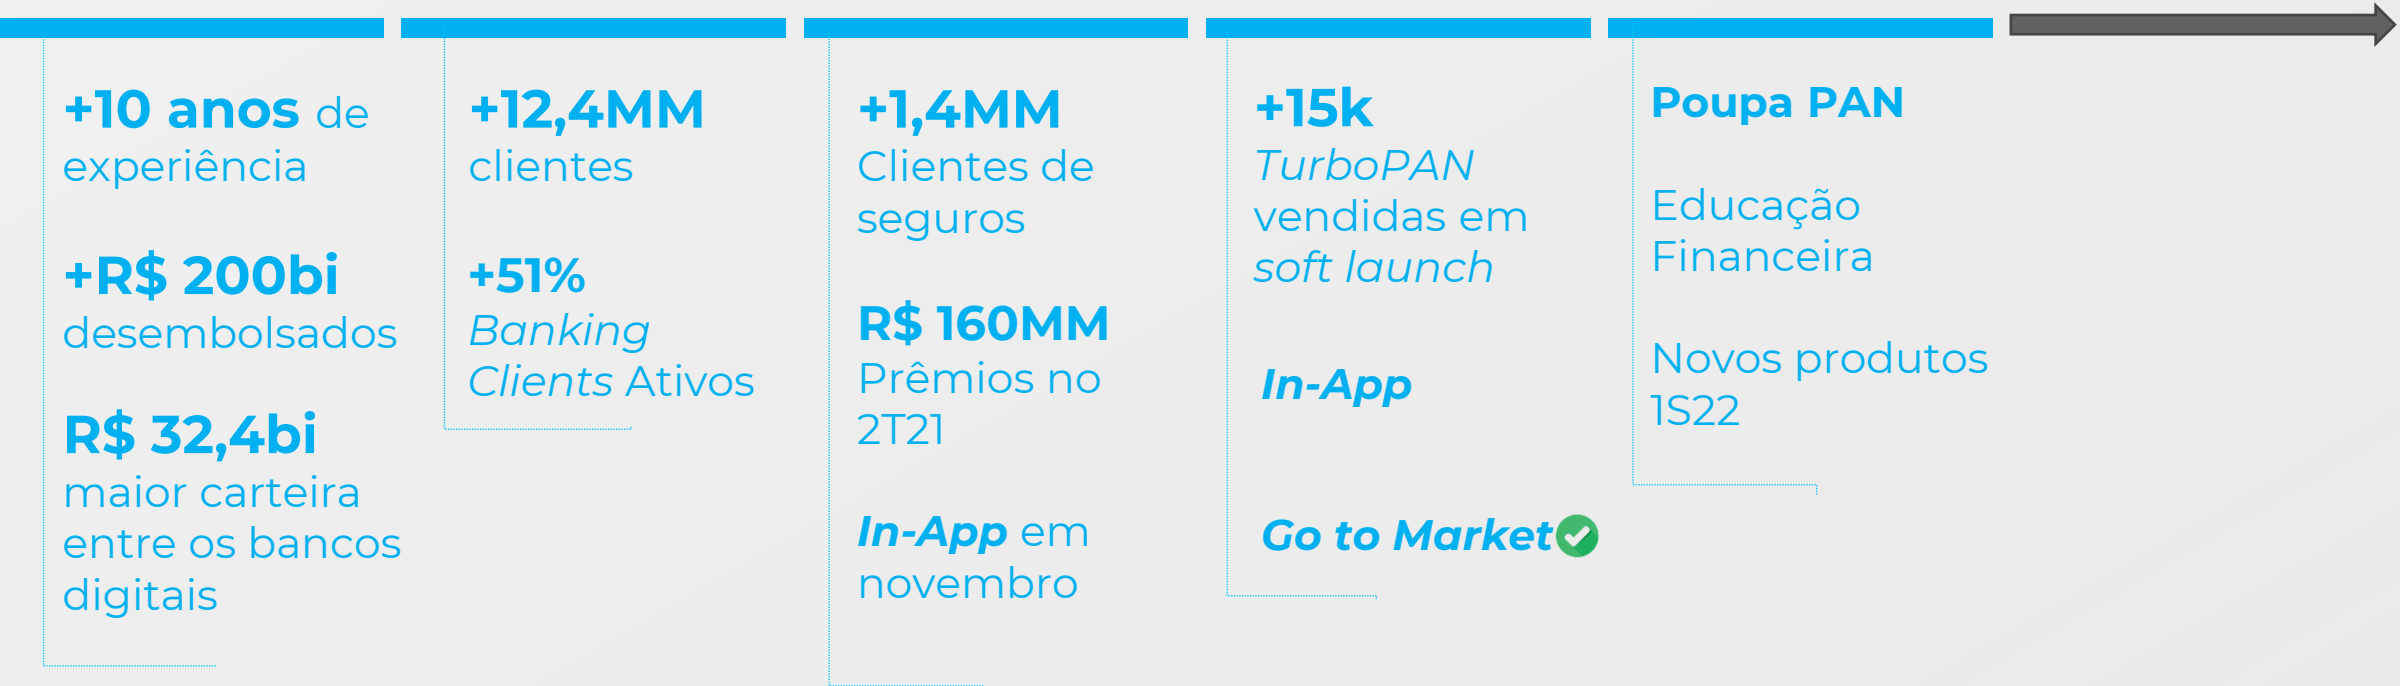 +10 anos de
experiência
+R$ 200bi
desembolsados
R$ 32,4bi
maior carteira
entre os bancos
digitais
+12,4MM
clientes
+51%
Banking
Clients Ativos
+1,4MM
Clientes de
seguros
R$ 160MM
Prêmios no
2T21
In-App em
novembro
+15k
TurboPAN
vendidas em
soft launch
In-App
Go to Market
Poupa PAN
Educação
Financeira
Novos produtos
1S22